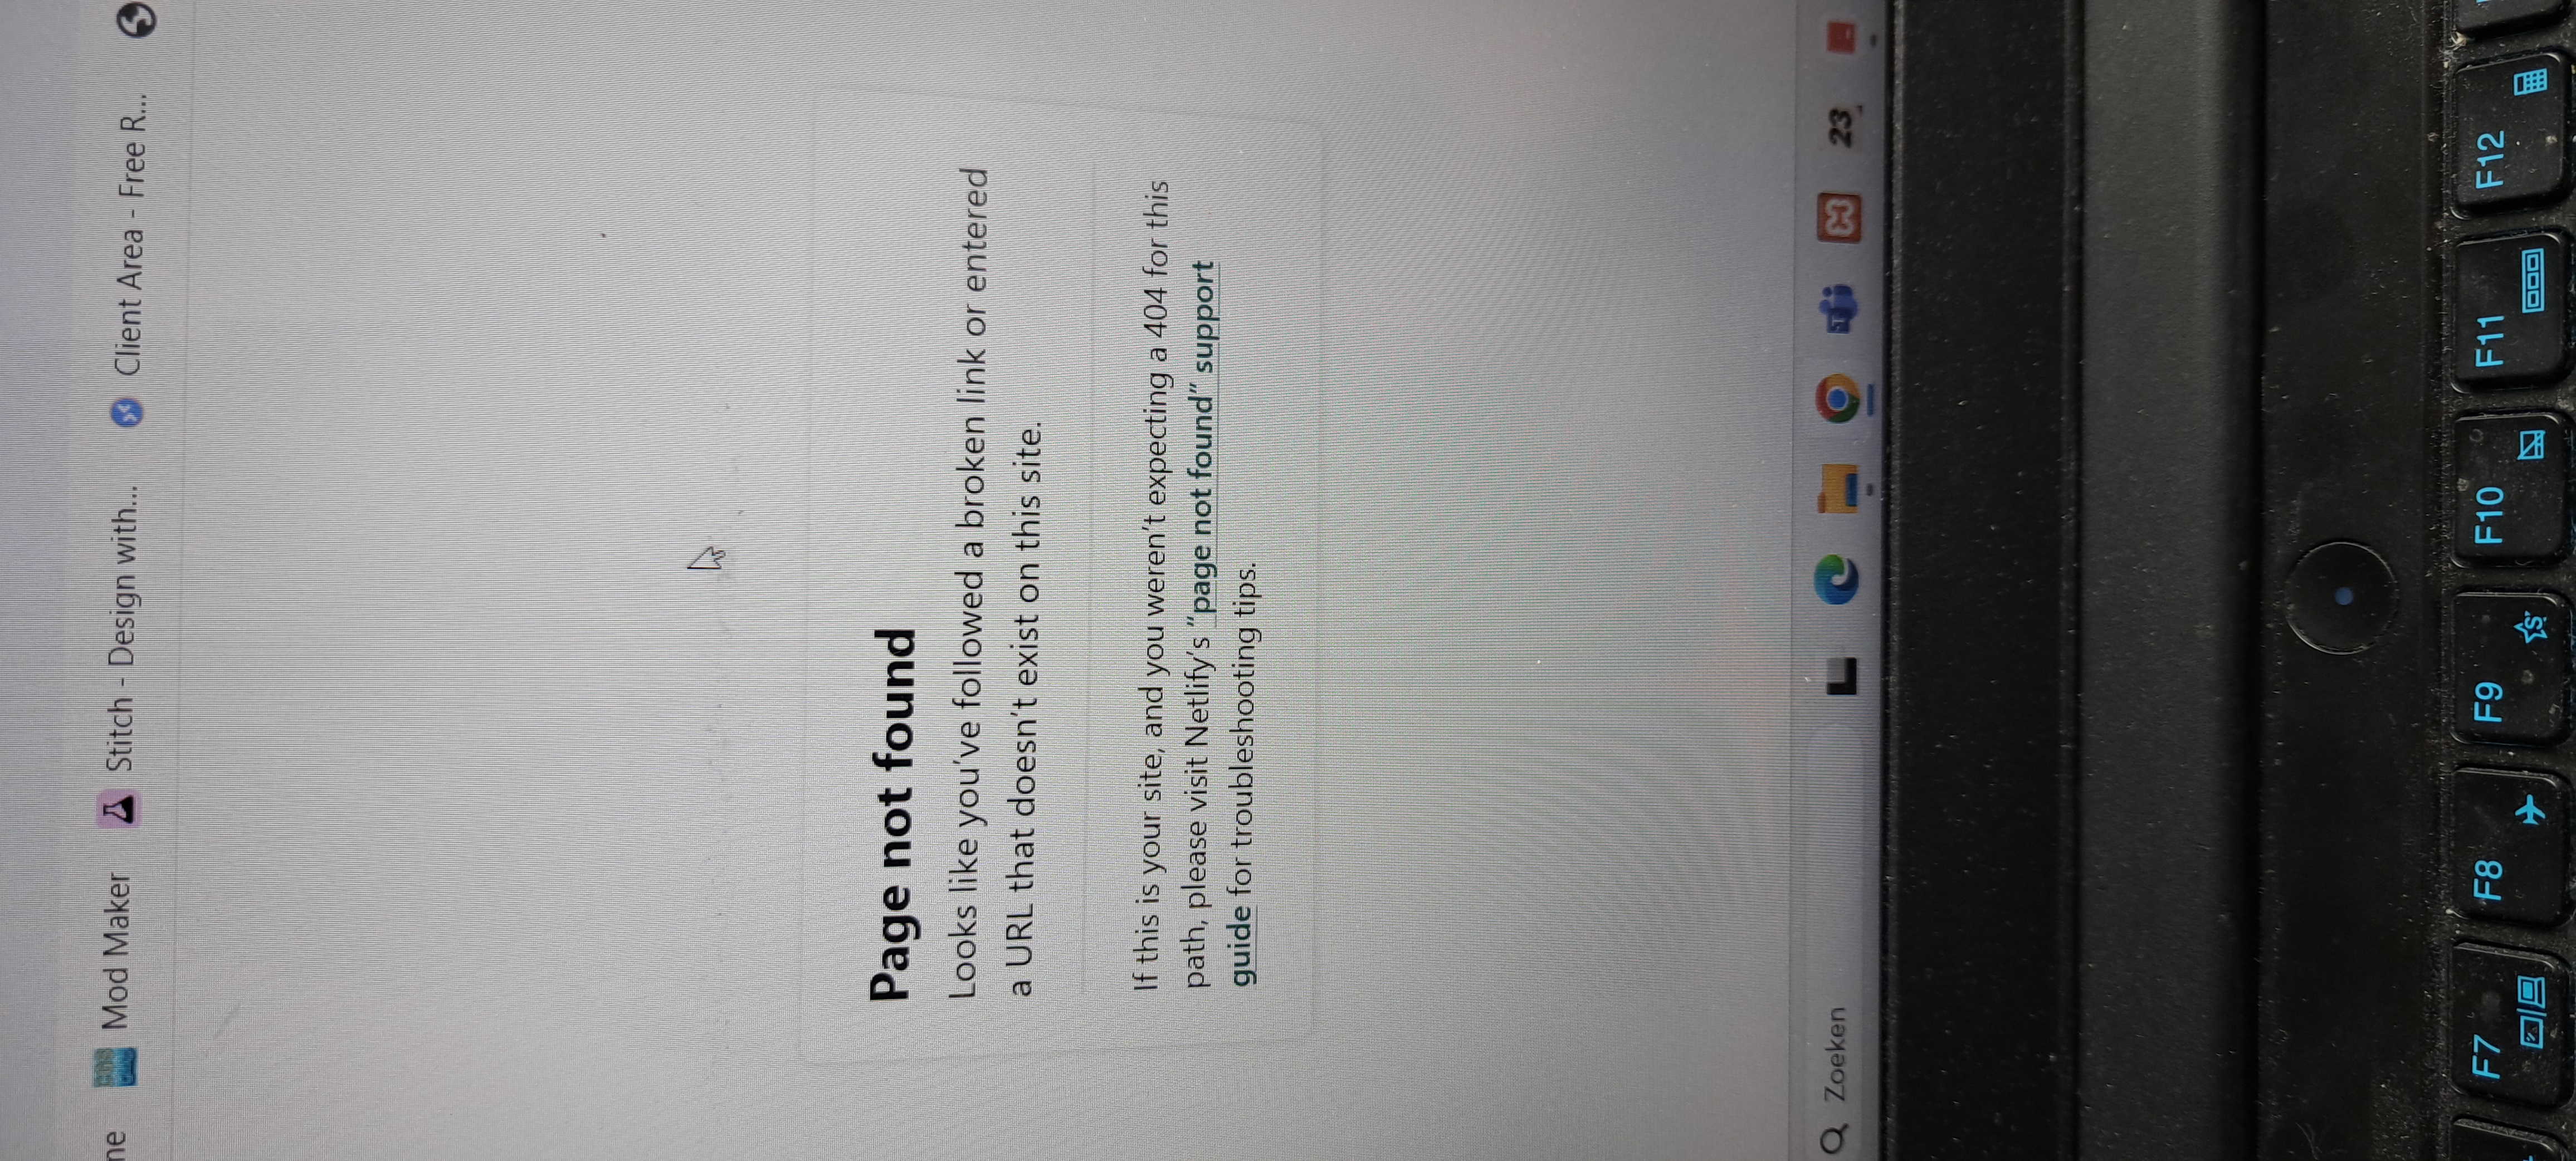 ne Mod Maker Stitch - Design with... Client Area - Free R...
Page not found
Looks like you've followed a broken link or entered
a URL that doesn't exist on this site.
If this is your site, and you weren't expecting a 404 for this
path, please visit Netlify's “page not found” support
guide for troubleshooting tips.
Zoeken 23
F7 F8 F9 F10 F11 F12
S